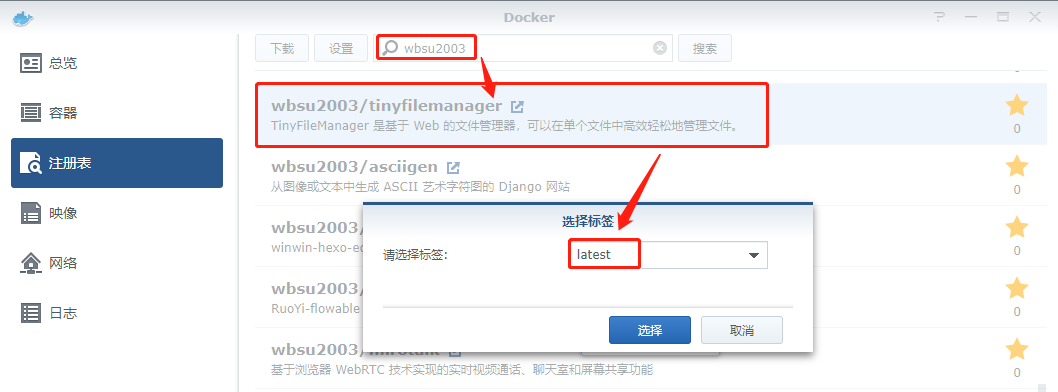 Docker
总览
容器
注册表
映像
网络
日志
下载 设置 wbsu2003 搜索
wbsu2003/tinyfilemanager
TinyFileManager 是基于 Web 的文件管理器，可以在单个文件中高效轻松地管理文件。
0
wbsu2003/asciigen
从图像或文本中生成 ASCII 艺术字符图的 Django 网站
0
wbsu2003/
winwin-hexo-ed
0
wbsu2003/
RuoYi-flowable
0
wbsu2003/
基于浏览器 WebRTC 技术实现的实时视频通话、聊天室和屏幕共享功能
0
选择标签
请选择标签: latest
选择 取消